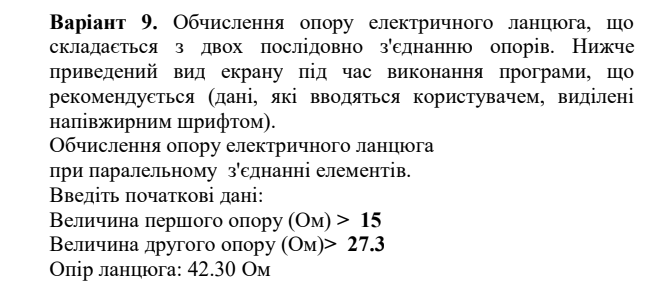 Варіант 9. Обчислення опору електричного ланцюга, що
складається з двох послідовно з'єднанню опорів. Нижче
приведений вид екрану під час виконання програми, що
рекомендується (дані, які вводяться користувачем, виділені
напівжирним шрифтом).
Обчислення опору електричного ланцюга
при паралельному з'єднанні елементів.
Введіть початкові дані:
Величина першого опору (Ом) > 15
Величина другого опору (Ом)> 27.3
Опір ланцюга: 42.30 Ом